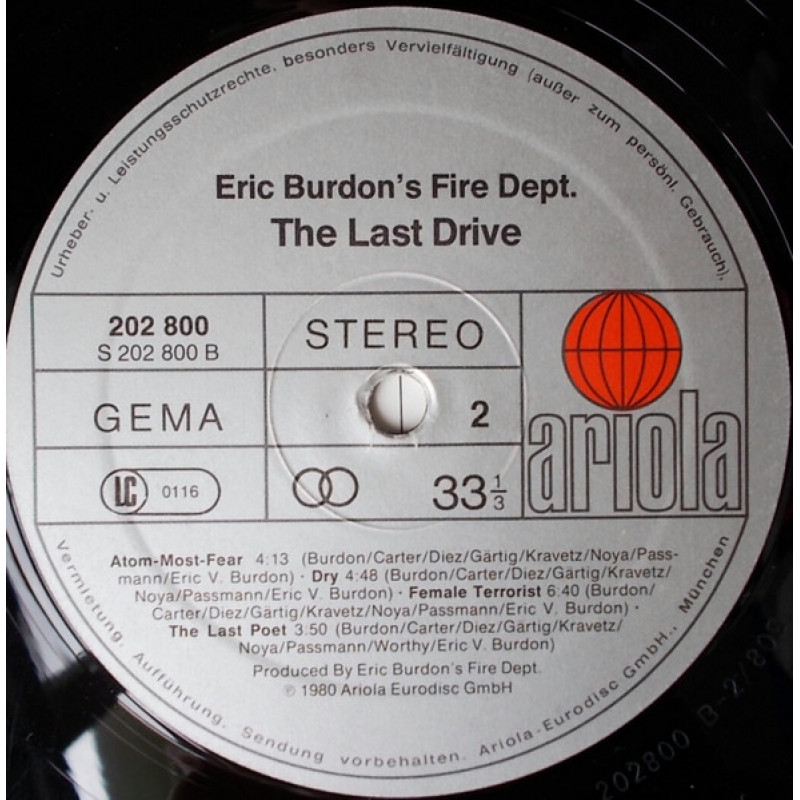 Urheber- u. Leistungsschutzrechte, besonders Vervielfältigung (außer zum persönl. Gebrauch),
Eric Burdon's Fire Dept.
The Last Drive
202 800
S 202 800 B
STEREO
GEMA
2
LC 0116
33 1/3
ariola
Atom-Most-Fear 4:13 (Burdon/Carter/Diez/Gärtig/Kravetz/Noya/Pass-
mann/Eric V. Burdon) · Dry 4:48 (Burdon/Carter/Diez/Gärtig/Kravetz/
Noya/Passmann/Eric V. Burdon) · Female Terrorist 6:40 (Burdon/
Carter/Diez/Gärtig/Kravetz/Noya/Passmann/Eric V. Burdon) ·
The Last Poet 3:50 (Burdon/Carter/Diez/Gärtig/Kravetz/
Noya/Passmann/Worthy/Eric V. Burdon)
Produced By Eric Burdon's Fire Dept.
℗ 1980 Ariola Eurodisc GmbH
Vermietung, Aufführung, Sendung vorbehalten. Ariola-Eurodisc GmbH., München
202800 B-2/80